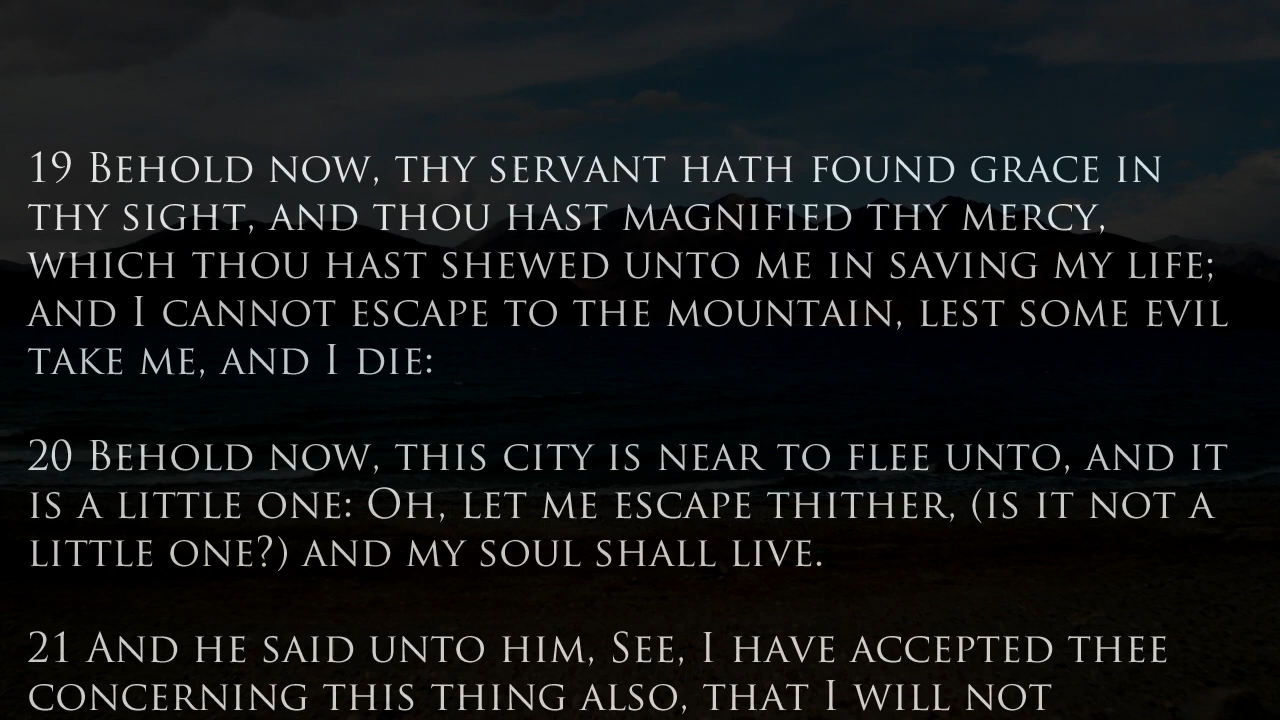 19 Behold now, thy servant hath found grace in
thy sight, and thou hast magnified thy mercy,
which thou hast shewed unto me in saving my life;
and I cannot escape to the mountain, lest some evil
take me, and I die:
20 Behold now, this city is near to flee unto, and it
is a little one: Oh, let me escape thither, (is it not a
little one?) and my soul shall live.
21 And he said unto him, See, I have accepted thee
concerning this thing also, that I will not